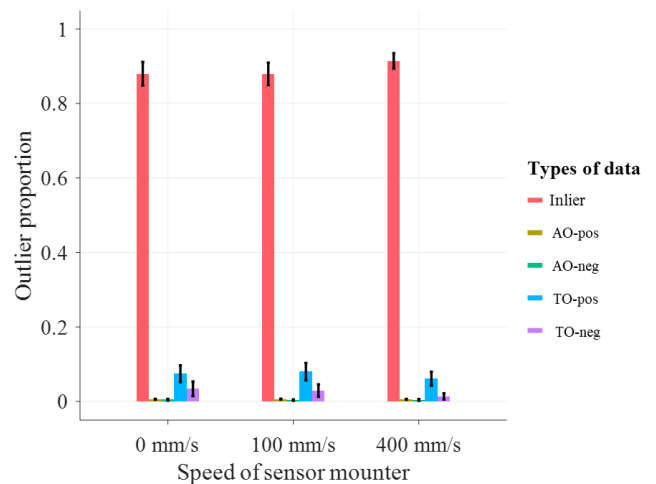 1
0.8
0.6
0.4
0.2
0
Outlier proportion
0 mm/s
100 mm/s
400 mm/s
Speed of sensor mounter
Types of data
Inlier
AO-pos
AO-neg
TO-pos
TO-neg